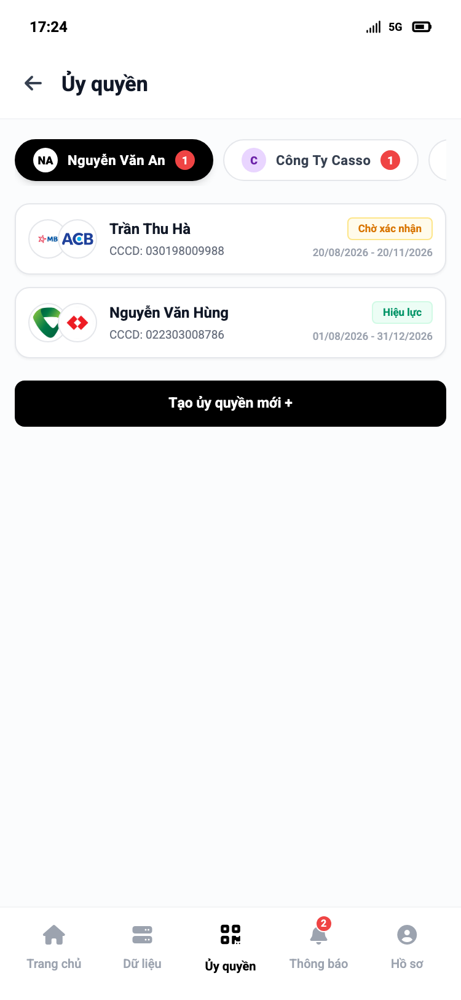 17:24
5G
Ủy quyền
NA
Nguyễn Văn An
1
C
Công Ty Casso
1
MB
ACB
Trần Thu Hà
Chờ xác nhận
CCCD: 030198009988
20/08/2026 - 20/11/2026
Nguyễn Văn Hùng
Hiệu lực
CCCD: 022303008786
01/08/2026 - 31/12/2026
Tạo ủy quyền mới +
2
Trang chủ
Dữ liệu
Ủy quyền
Thông báo
Hồ sơ